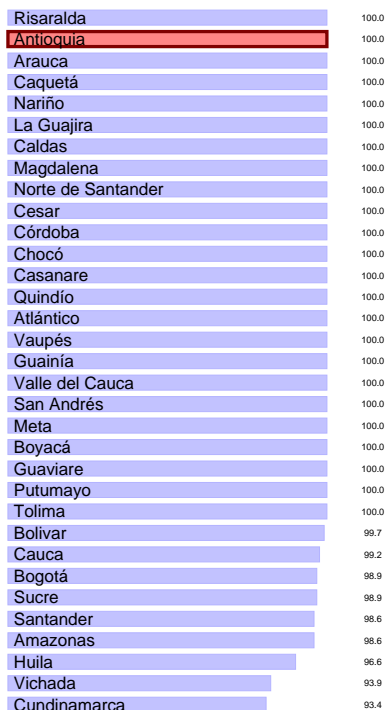 Risaralda 100.0
Antioquia 100.0
Arauca 100.0
Caquetá 100.0
Nariño 100.0
La Guajira 100.0
Caldas 100.0
Magdalena 100.0
Norte de Santander 100.0
Cesar 100.0
Córdoba 100.0
Chocó 100.0
Casanare 100.0
Quindío 100.0
Atlántico 100.0
Vaupés 100.0
Guainía 100.0
Valle del Cauca 100.0
San Andrés 100.0
Meta 100.0
Boyacá 100.0
Guaviare 100.0
Putumayo 100.0
Tolima 100.0
Bolivar 99.7
Cauca 99.2
Bogotá 98.9
Sucre 98.9
Santander 98.6
Amazonas 98.6
Huila 96.6
Vichada 93.9
Cundinamarca 93.4